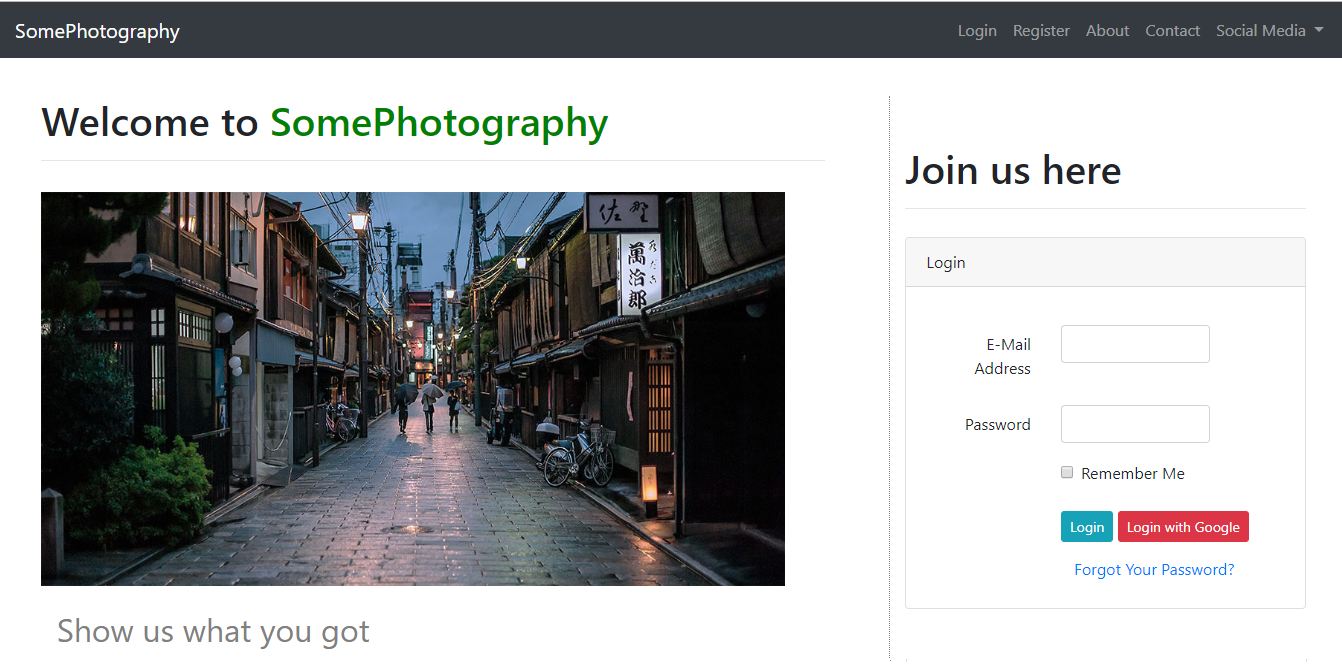 SomePhotography
Login Register About Contact Social Media
Welcome to SomePhotography
佐野
萬治郎
Show us what you got
Join us here
Login
E-Mail
Address
Password
Remember Me
Login Login with Google
Forgot Your Password?